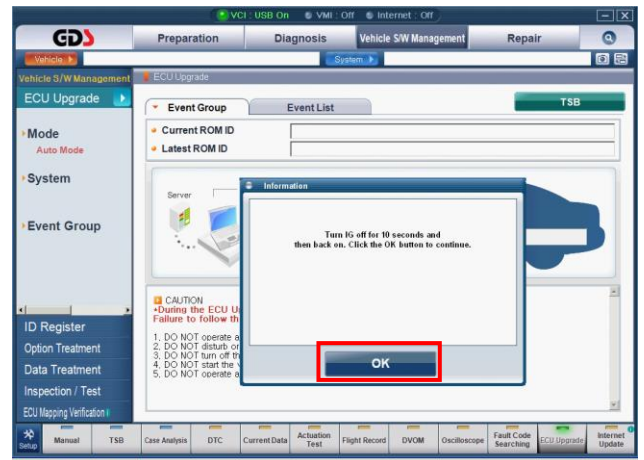 VCI : USB On VMI : Off Internet : Off
GDS
Preparation Diagnosis Vehicle S/W Management Repair
Vehicle System
Vehicle S/W Management
ECU Upgrade
ECU Upgrade
Event Group Event List TSB
Current ROM ID
Latest ROM ID
Mode
Auto Mode
System
Event Group
Server
Information
Turn IG off for 10 seconds and
then back on. Click the OK button to continue.
OK
CAUTION
•During the ECU U
Failure to follow th
1. DO NOT operate a
2. DO NOT disturb or
3. DO NOT turn off th
4. DO NOT start the v
5. DO NOT operate a
ID Register
Option Treatment
Data Treatment
Inspection / Test
ECU Mapping Verification
Setup Manual TSB Case Analysis DTC Current Data Actuation Test Flight Record DVOM Oscilloscope Fault Code Searching ECU Upgrade Internet Update